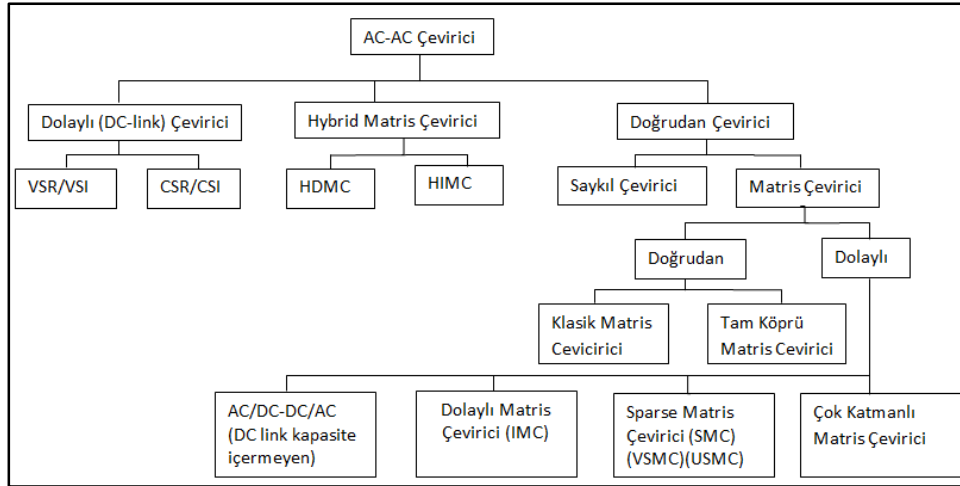 AC-AC Çevirici
Dolaylı (DC-link) Çevirici
Hybrid Matris Çevirici
Doğrudan Çevirici
VSR/VSI
CSR/CSI
HDMC
HIMC
Saykıl Çevirici
Matris Çevirici
Doğrudan
Dolaylı
Klasik Matris
Cevicirici
Tam Köprü
Matris Cevirici
AC/DC-DC/AC
(DC link kapasite
içermeyen)
Dolaylı Matris
Çevirici (IMC)
Sparse Matris
Çevirici (SMC)
(VSMC)(USMC)
Çok Katmanlı
Matris Çevirici